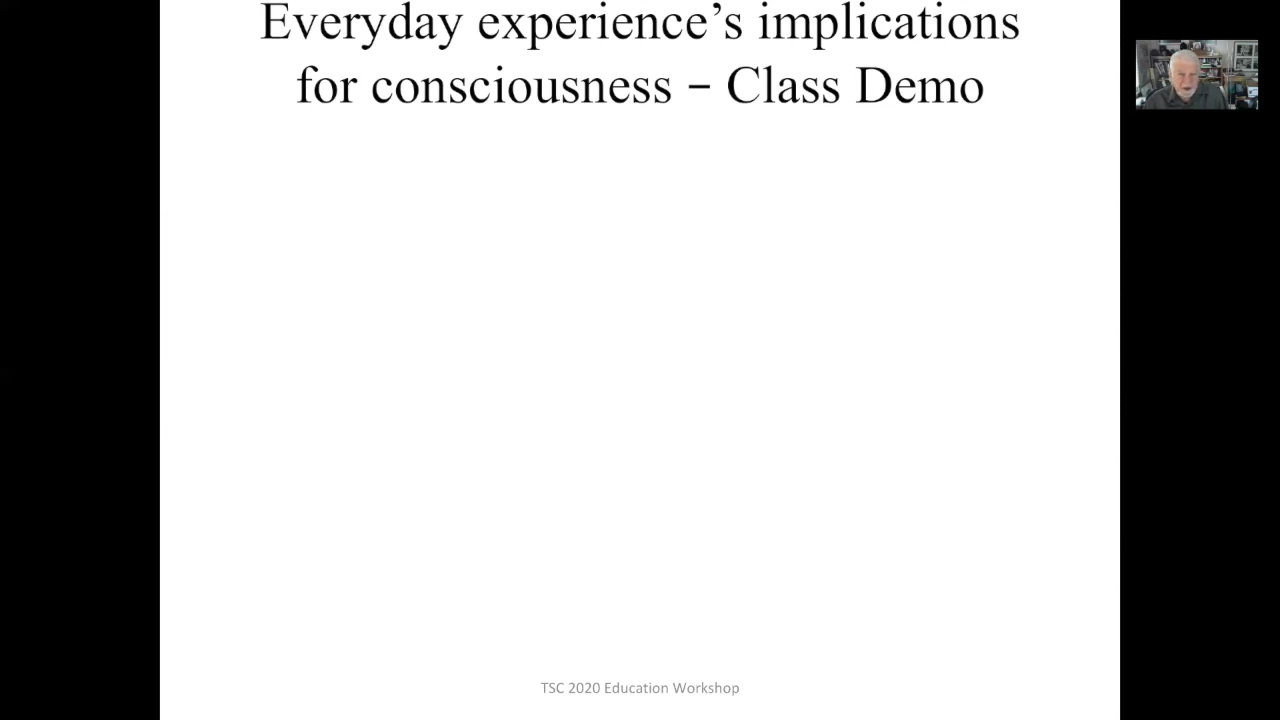 Everyday experience’s implications
for consciousness – Class Demo
TSC 2020 Education Workshop